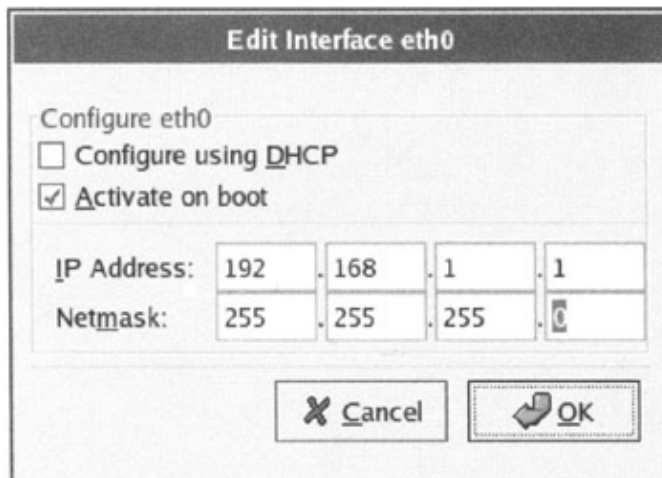 Edit Interface eth0
Configure eth0
Configure using DHCP
Activate on boot
IP Address: 192 . 168 . 1 . 1
Netmask: 255 . 255 . 255 . 0
Cancel OK